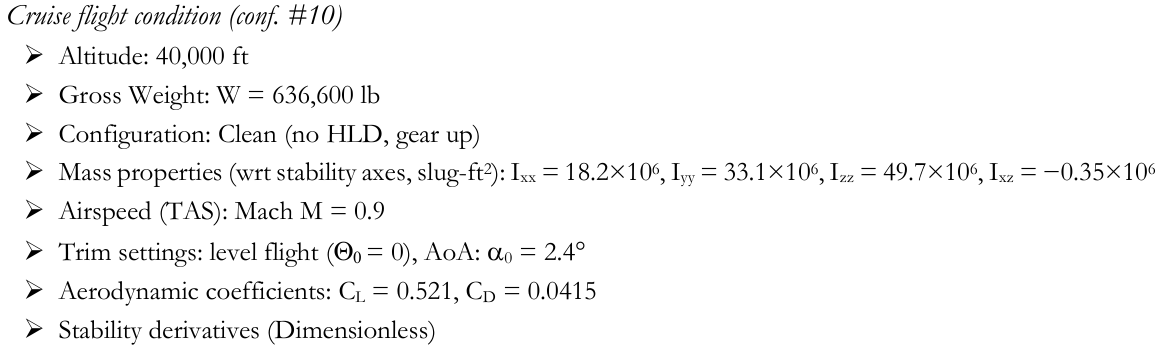 Cruise flight condition (conf. #10)
➢ Altitude: 40,000 ft
➢ Gross Weight: W = 636,600 lb
➢ Configuration: Clean (no HLD, gear up)
➢ Mass properties (wrt stability axes, slug-ft²): Ixx = 18.2×10⁶, Iyy = 33.1×10⁶, Izz = 49.7×10⁶, Ixz = −0.35×10⁶
➢ Airspeed (TAS): Mach M = 0.9
➢ Trim settings: level flight (Θ₀ = 0), AoA: α₀ = 2.4°
➢ Aerodynamic coefficients: CL = 0.521, CD = 0.0415
➢ Stability derivatives (Dimensionless)